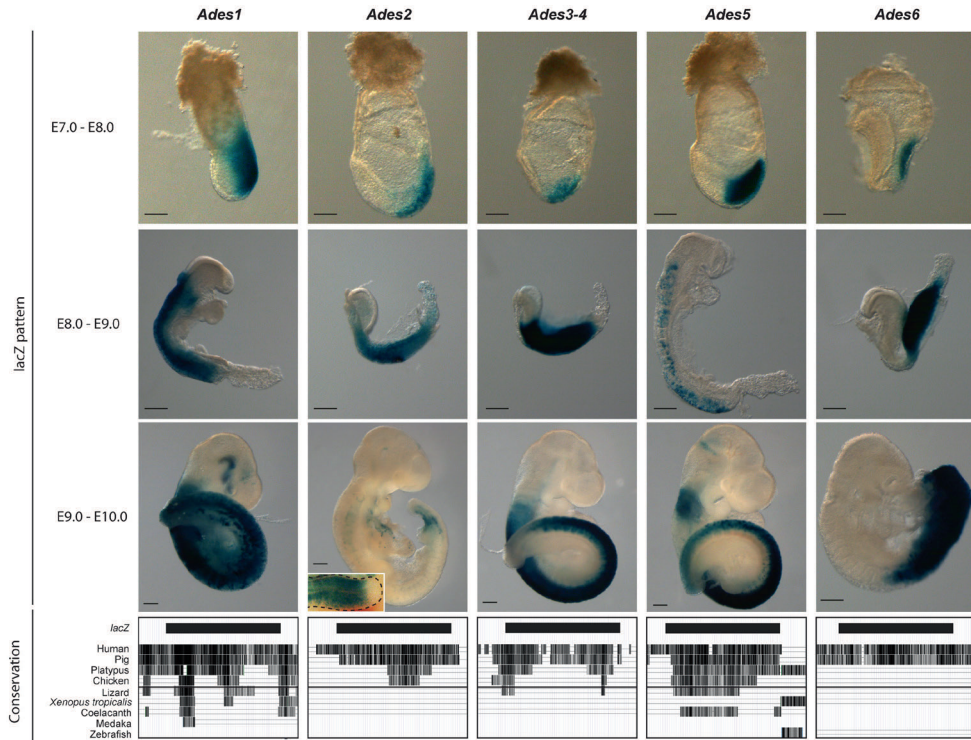 Ades1 Ades2 Ades3-4 Ades5 Ades6
E7.0 - E8.0
lacZ pattern
E8.0 - E9.0
E9.0 - E10.0
Conservation
lacZ
Human
Pig
Platypus
Chicken
Lizard
Xenopus tropicalis
Coelacanth
Medaka
Zebrafish